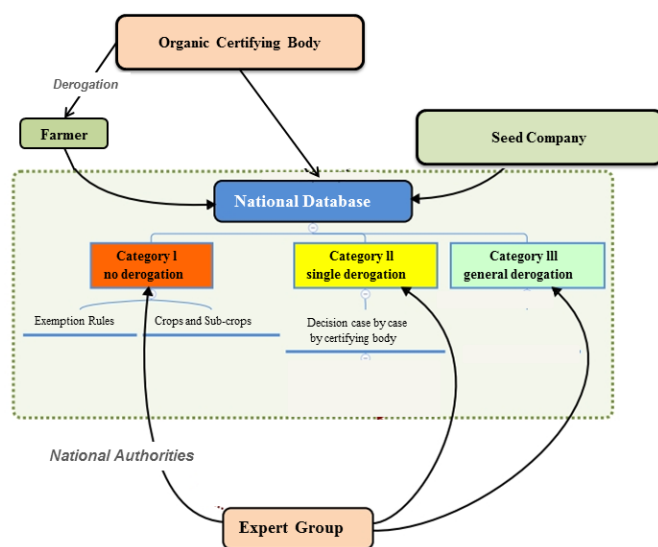 Organic Certifying Body
Derogation
Farmer
Seed Company
National Database
Category I
no derogation
Category II
single derogation
Category III
general derogation
Exemption Rules
Crops and Sub-crops
Decision case by case
by certifying body
National Authorities
Expert Group